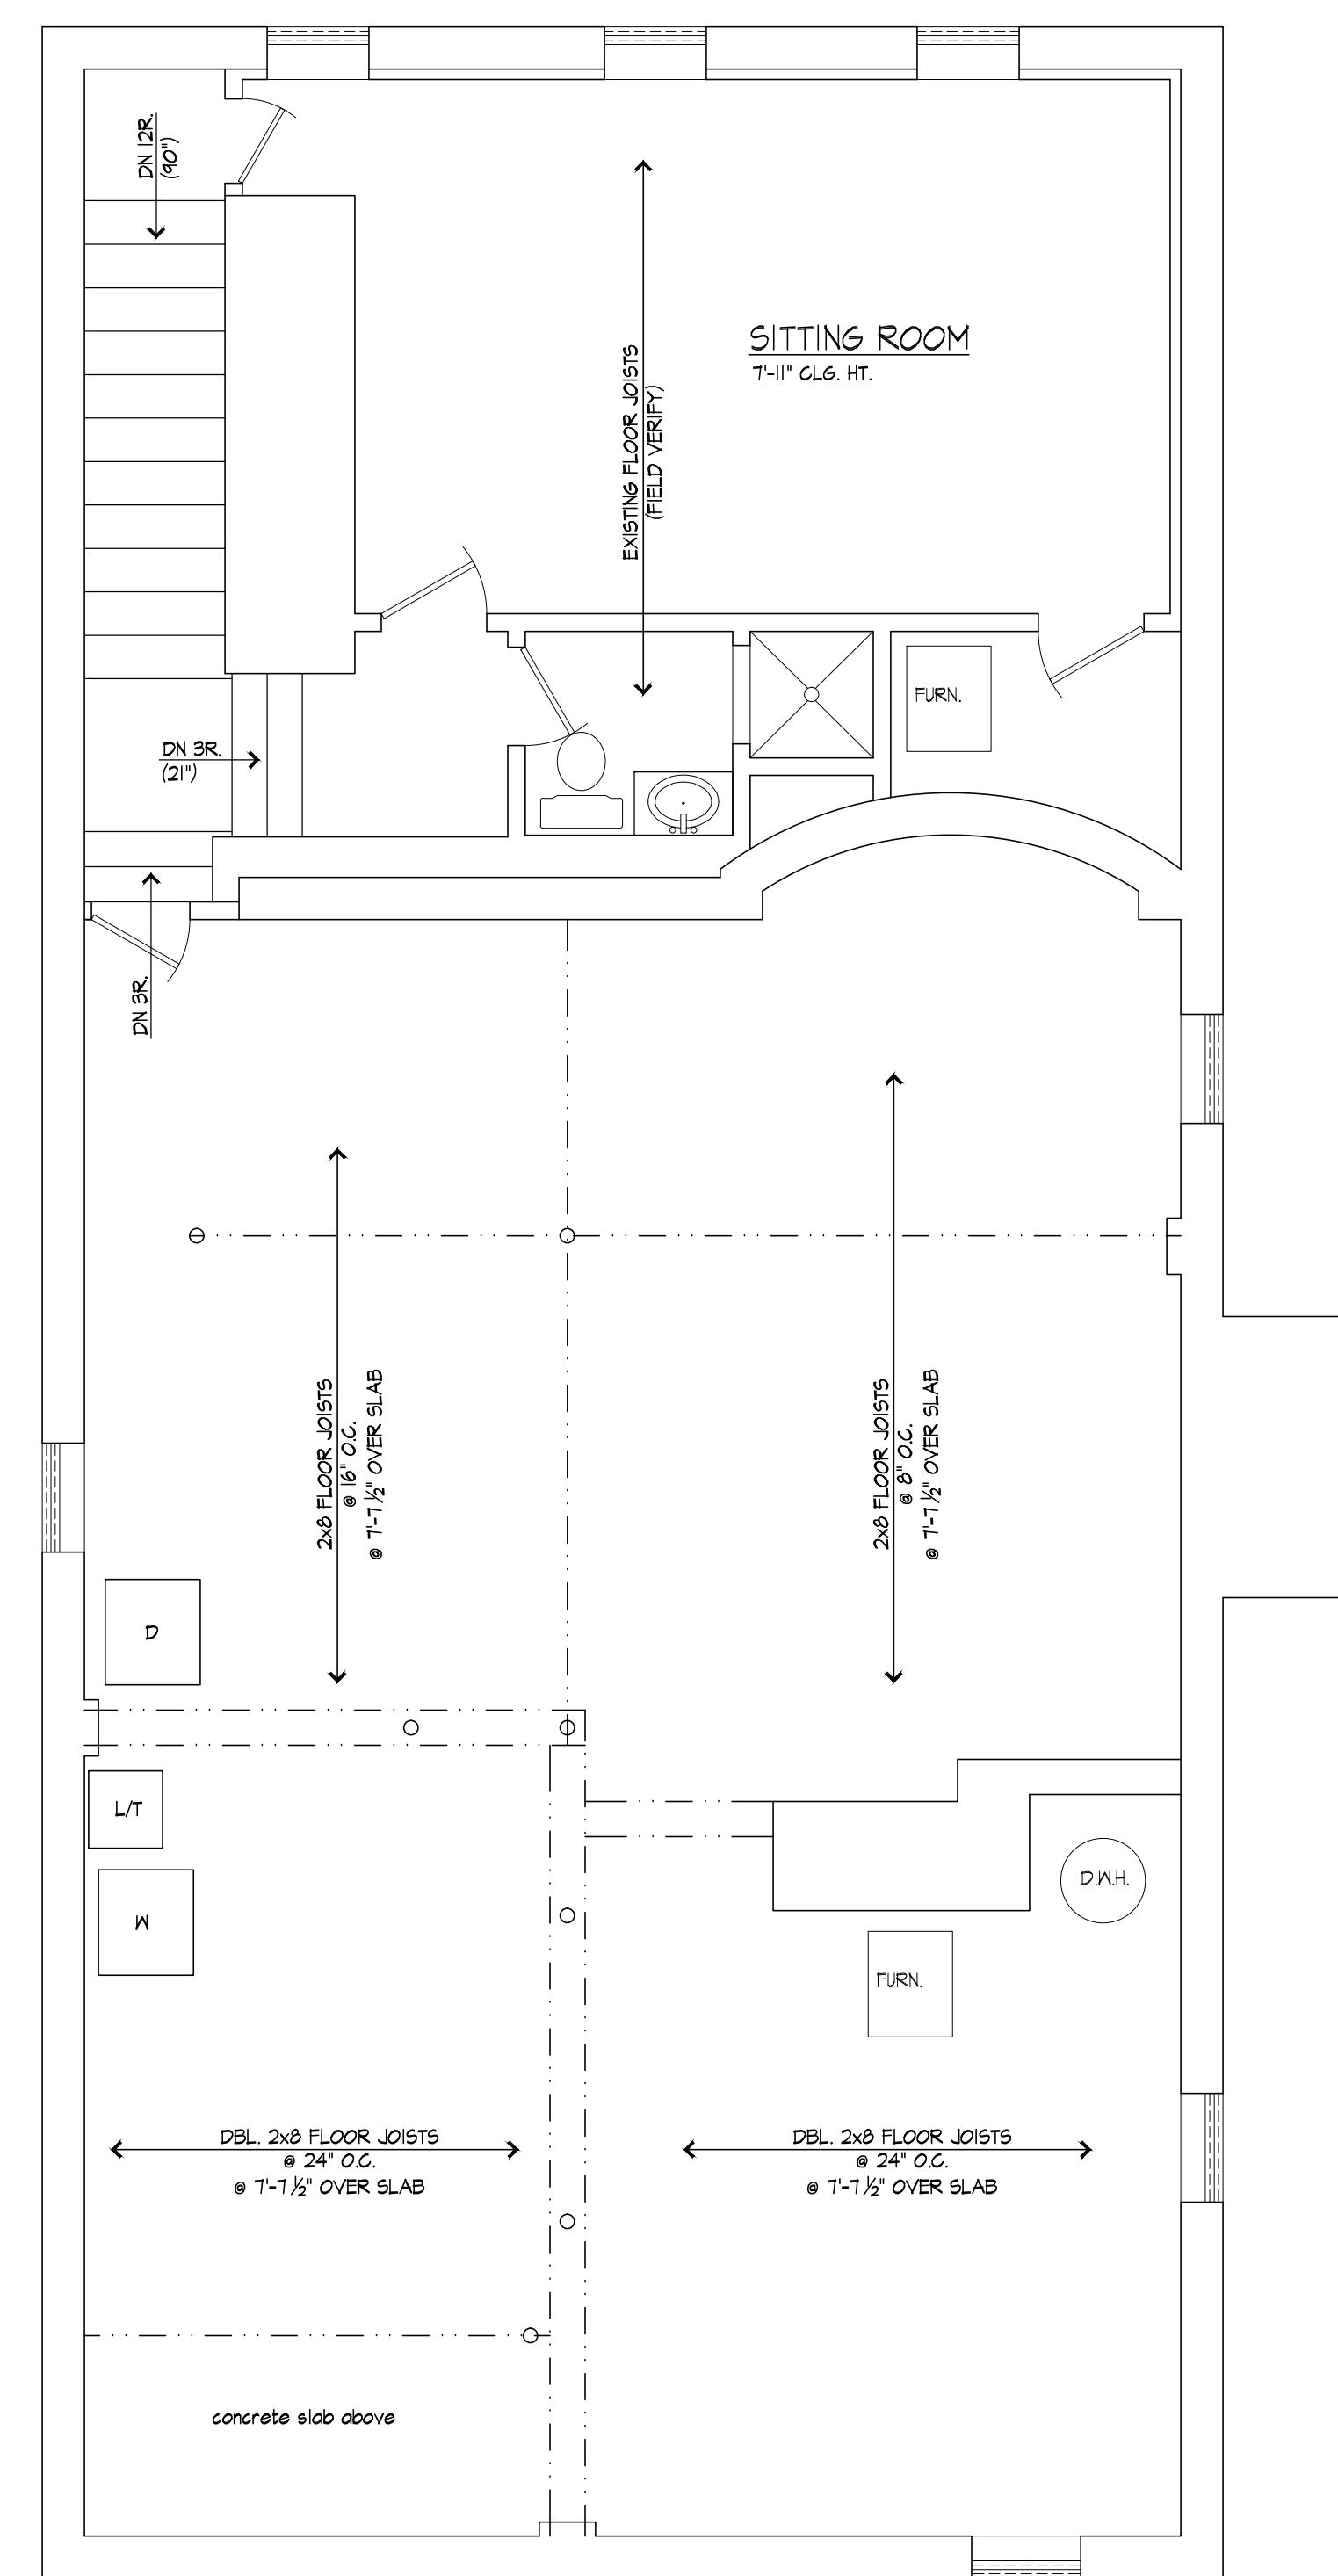 DN 12R.
(90")
SITTING ROOM
7'-11" CLG. HT.
EXISTING FLOOR JOISTS
(FIELD VERIFY)
FURN.
DN 3R.
(21")
DN 3R.
2x8 FLOOR JOISTS
@ 16" O.C.
@ 7'-7 1/2" OVER SLAB
2x8 FLOOR JOISTS
@ 8" O.C.
@ 7'-7 1/2" OVER SLAB
D
L/T
W
D.W.H.
FURN.
DBL. 2x8 FLOOR JOISTS
@ 24" O.C.
@ 7'-7 1/2" OVER SLAB
DBL. 2x8 FLOOR JOISTS
@ 24" O.C.
@ 7'-7 1/2" OVER SLAB
concrete slab above